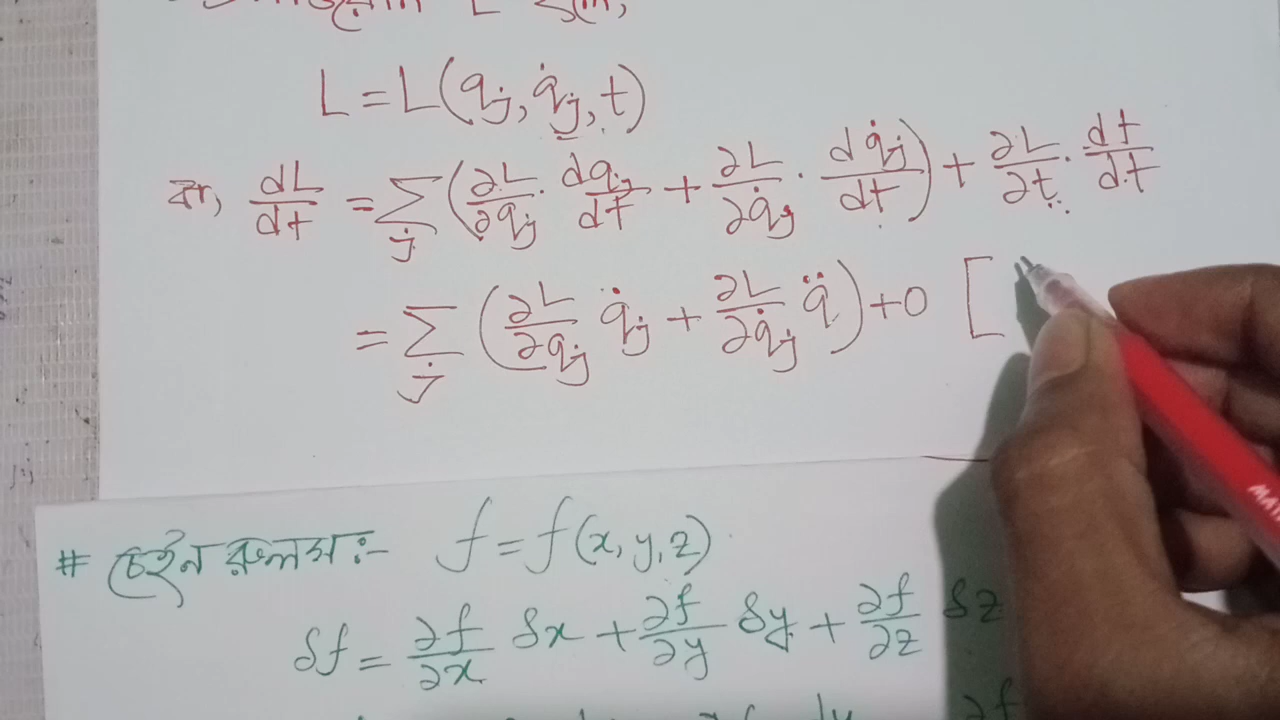 L = L(qⱼ, q̇ⱼ, t)
বা, dL/dt = Σⱼ (∂L/∂qⱼ · dqⱼ/dt + ∂L/∂q̇ⱼ · dq̇ⱼ/dt) + ∂L/∂t · dt/dt
= Σⱼ (∂L/∂qⱼ q̇ⱼ + ∂L/∂q̇ⱼ q̈) + 0 [
# চেইন রুলস :- f = f(x, y, z)
δf = ∂f/∂x δx + ∂f/∂y δy + ∂f/∂z δz